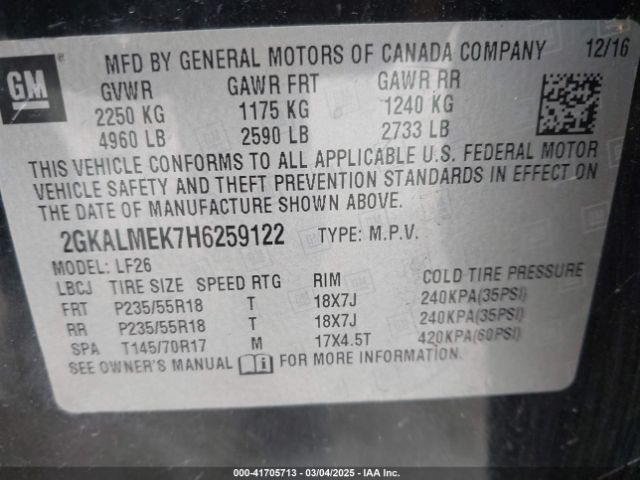 GM
MFD BY GENERAL MOTORS OF CANADA COMPANY 12/16
GVWR GAWR FRT GAWR RR
2250 KG 1175 KG 1240 KG
4960 LB 2590 LB 2733 LB
THIS VEHICLE CONFORMS TO ALL APPLICABLE U.S. FEDERAL MOTOR
VEHICLE SAFETY AND THEFT PREVENTION STANDARDS IN EFFECT ON
THE DATE OF MANUFACTURE SHOWN ABOVE.
2GKALMEK7H6259122 TYPE: M.P.V.
MODEL: LF26
LBCJ TIRE SIZE SPEED RTG RIM COLD TIRE PRESSURE
FRT P235/55R18 T 18X7J 240KPA(35PSI)
RR P235/55R18 T 18X7J 240KPA(35PSI)
SPA T145/70R17 M 17X4.5T 420KPA(60PSI)
SEE OWNER'S MANUAL FOR MORE INFORMATION
000-41705713 - 03/04/2025 - IAA Inc.